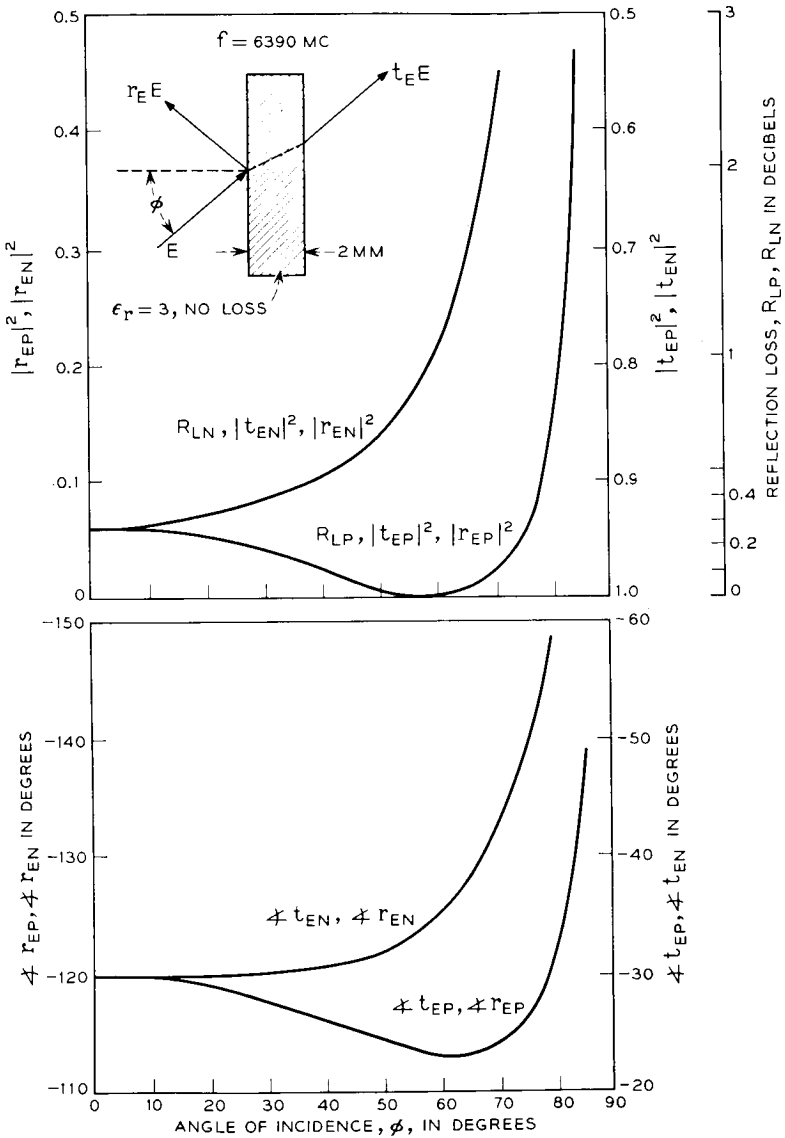 f = 6390 MC
r_E E
t_E E
ϕ
E
2 MM
ϵ_r = 3, NO LOSS
0.5
0.4
0.3
0.2
0.1
0
|r_EP|², |r_EN|²
0.5
0.6
0.7
0.8
0.9
1.0
|t_EP|², |t_EN|²
3
2
1
0.4
0.2
0
REFLECTION LOSS, R_LP, R_LN IN DECIBELS
R_LN, |t_EN|², |r_EN|²
R_LP, |t_EP|², |r_EP|²
-150
-140
-130
-120
-110
∡ r_EP, ∡ r_EN IN DEGREES
-60
-50
-40
-30
-20
∡ t_EP, ∡ t_EN IN DEGREES
∡ t_EN, ∡ r_EN
∡ t_EP, ∡ r_EP
0 10 20 30 40 50 60 70 80 90
ANGLE OF INCIDENCE, ϕ, IN DEGREES